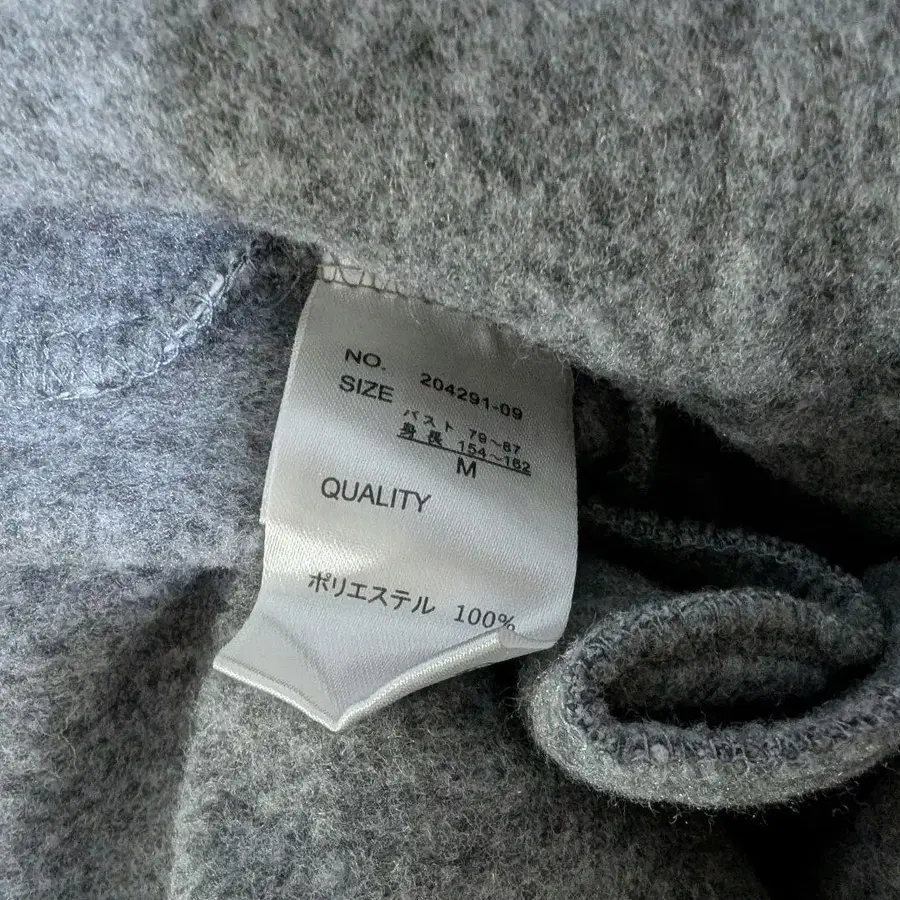 NO. 204291-09
SIZE バスト 79～87
身長 154～162
M
QUALITY
ポリエステル 100%